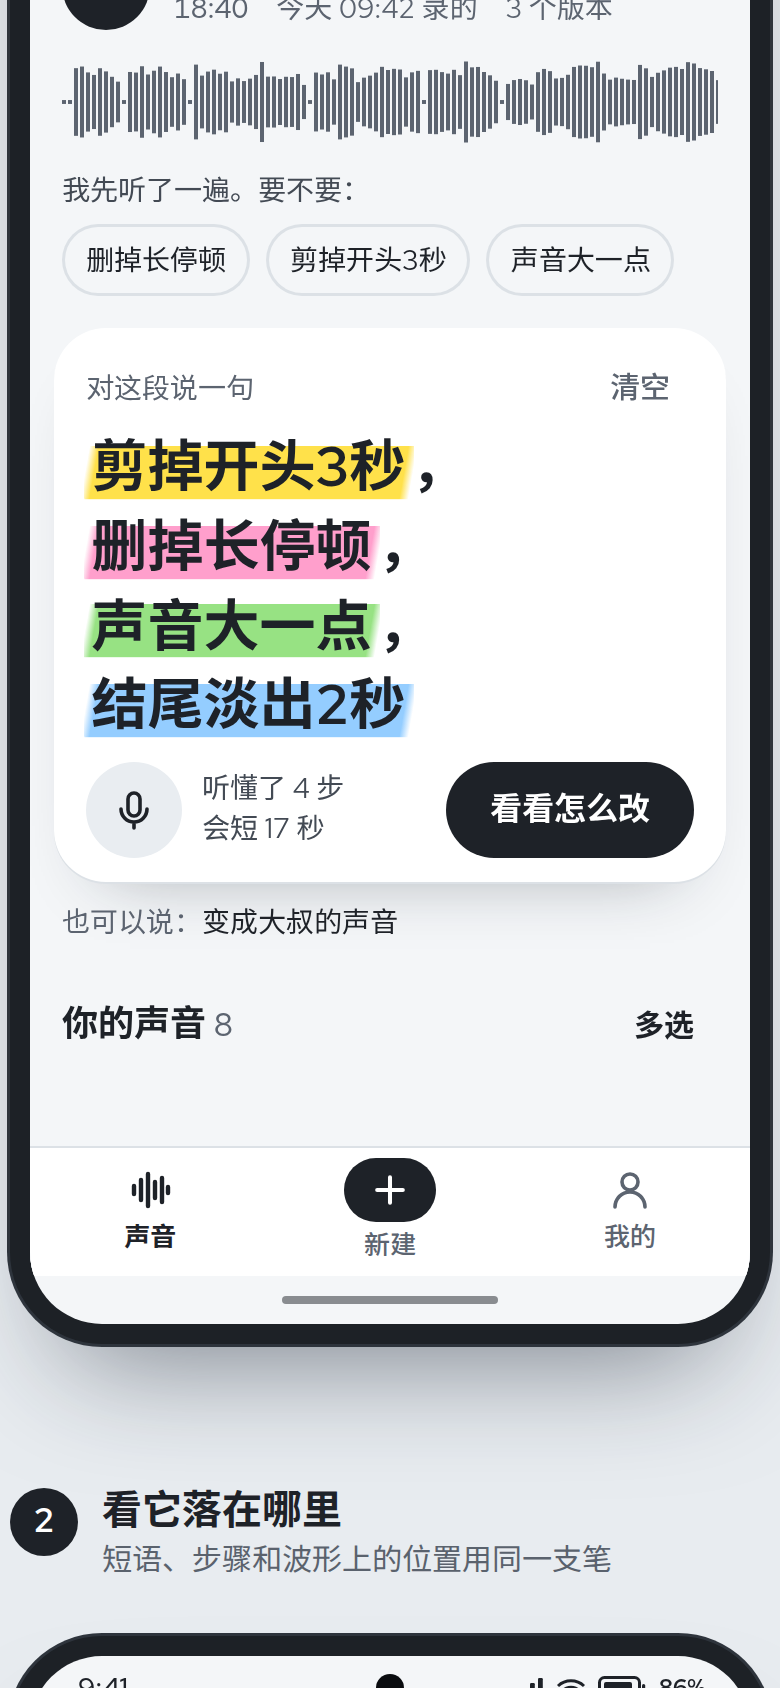 18:40 今天 09:42 录的 3 个版本
我先听了一遍。要不要：
删掉长停顿 剪掉开头3秒 声音大一点
对这段说一句 清空
剪掉开头3秒，
删掉长停顿，
声音大一点，
结尾淡出2秒
听懂了 4 步
会短 17 秒
看看怎么改
也可以说：变成大叔的声音
你的声音 8 多选
声音 新建 我的
2 看它落在哪里
短语、步骤和波形上的位置用同一支笔
9:41 86%